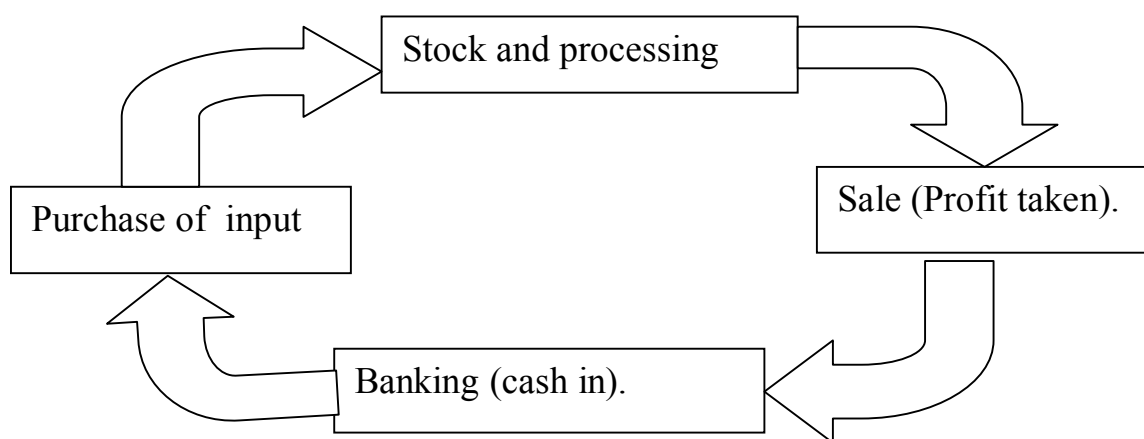 Stock and processing
Sale (Profit taken).
Purchase of  input
Banking (cash in).